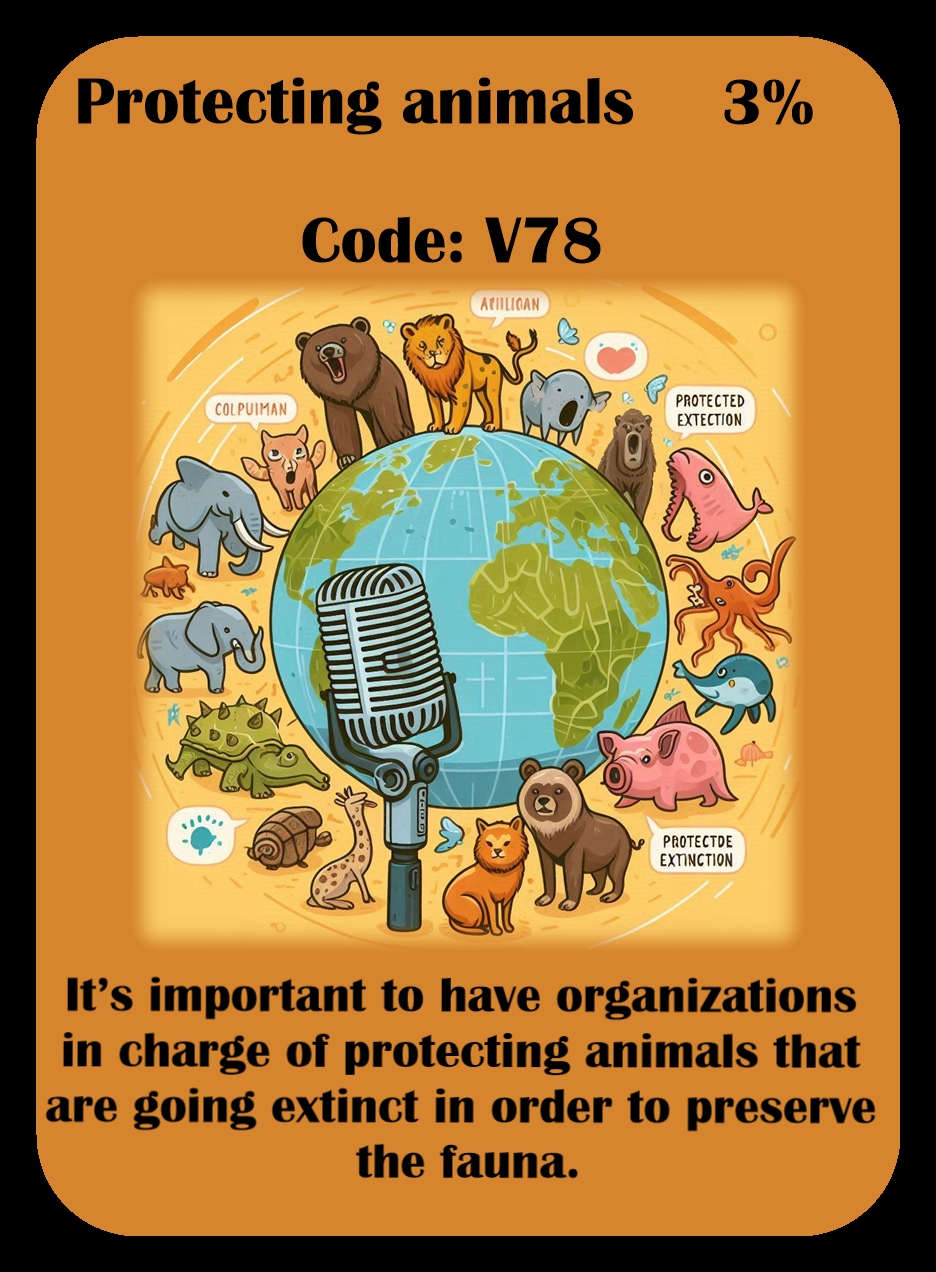 Protecting animals 3%
Code: V78
COLPUIMAN
PROTECTED
EXTECTION
PROTECTDE
EXTINCTION
It's important to have organizations
in charge of protecting animals that
are going extinct in order to preserve
the fauna.